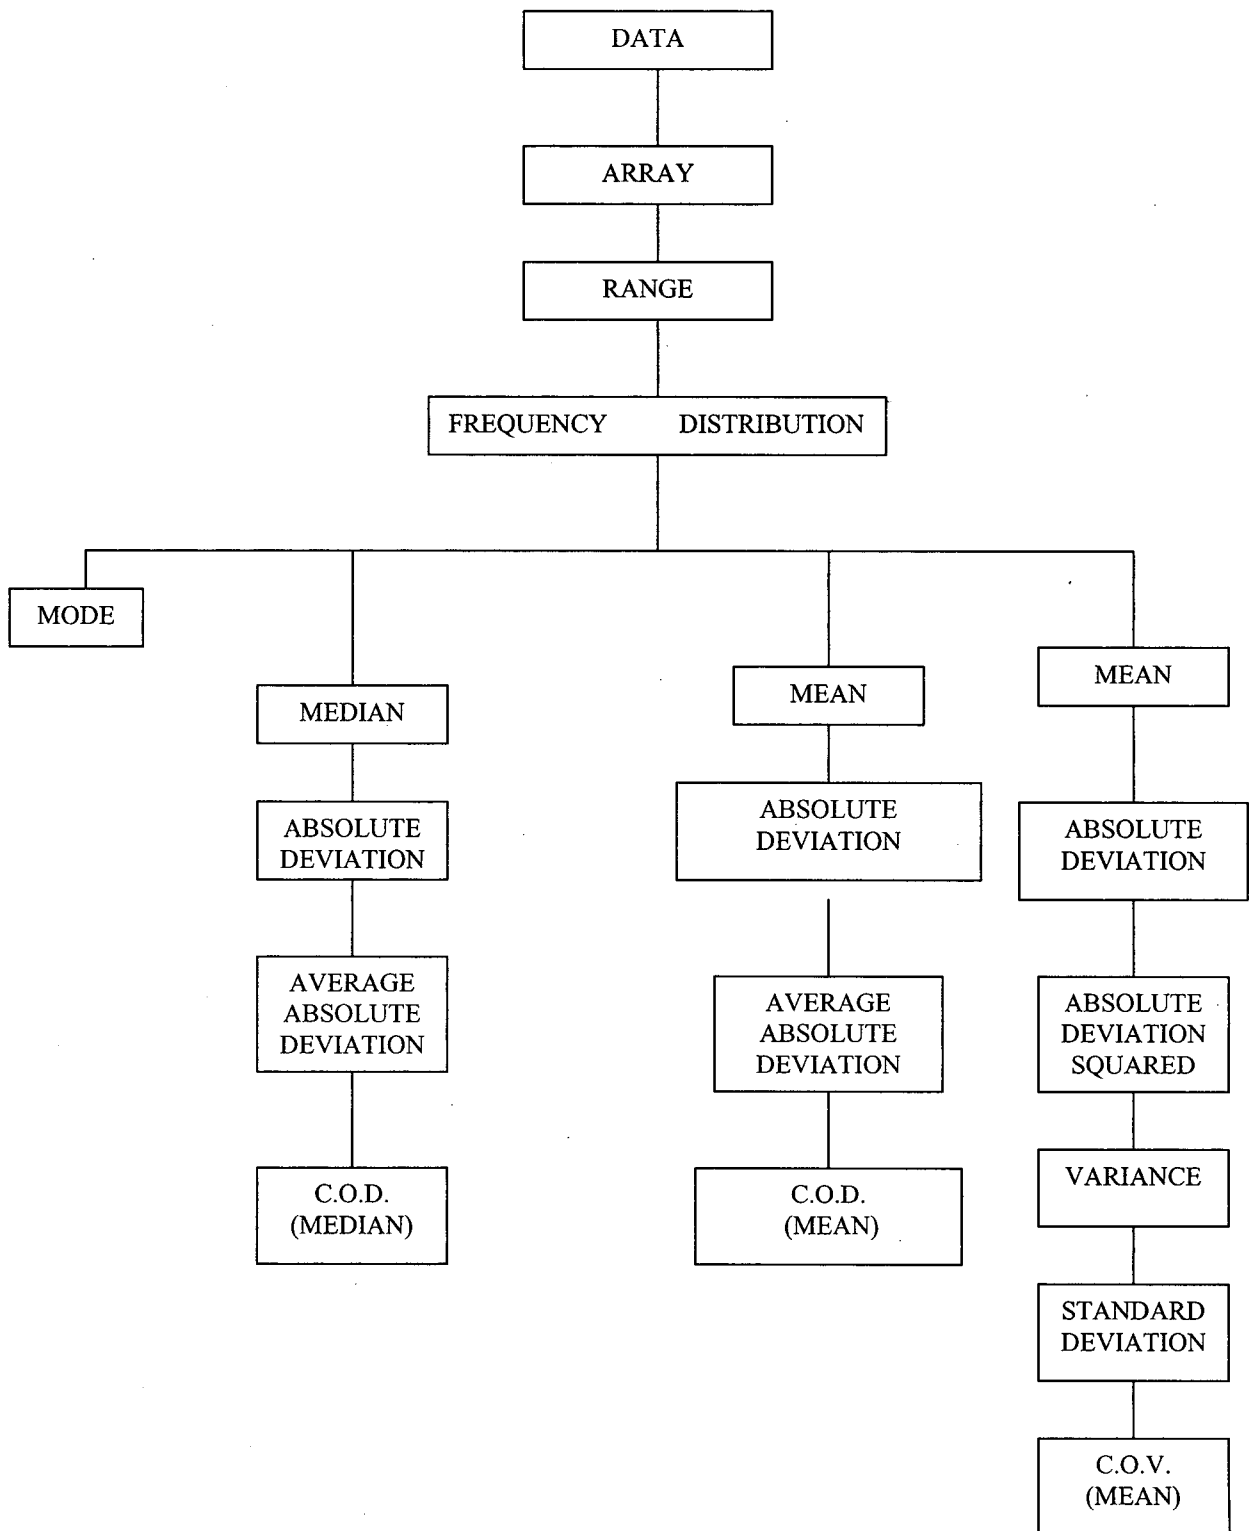 DATA
ARRAY
RANGE
FREQUENCY DISTRIBUTION
MODE
MEDIAN
ABSOLUTE
DEVIATION
AVERAGE
ABSOLUTE
DEVIATION
C.O.D.
(MEDIAN)
MEAN
ABSOLUTE
DEVIATION
AVERAGE
ABSOLUTE
DEVIATION
C.O.D.
(MEAN)
MEAN
ABSOLUTE
DEVIATION
ABSOLUTE
DEVIATION
SQUARED
VARIANCE
STANDARD
DEVIATION
C.O.V.
(MEAN)